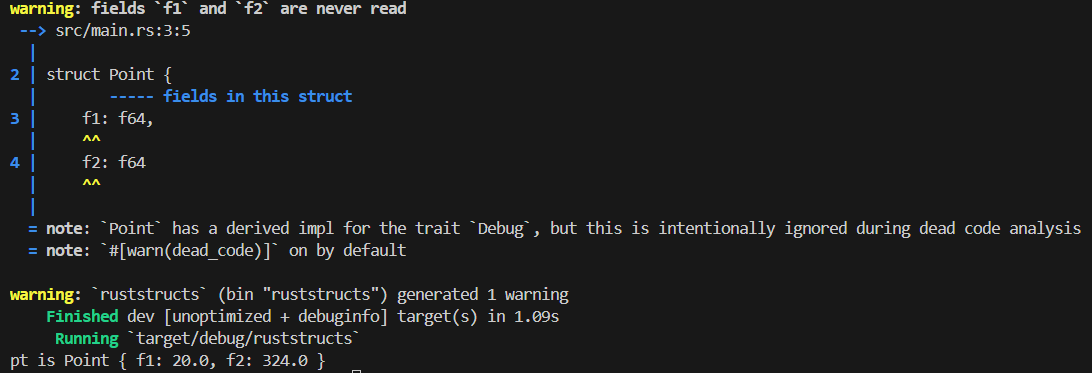 warning: fields `f1` and `f2` are never read
 --> src/main.rs:3:5
  |
2 | struct Point {
  |        ----- fields in this struct
3 |     f1: f64,
  |     ^^
4 |     f2: f64
  |     ^^
  |
  = note: `Point` has a derived impl for the trait `Debug`, but this is intentionally ignored during dead code analysis
  = note: `#[warn(dead_code)]` on by default
warning: `ruststructs` (bin "ruststructs") generated 1 warning
    Finished dev [unoptimized + debuginfo] target(s) in 1.09s
     Running `target/debug/ruststructs`
pt is Point { f1: 20.0, f2: 324.0 }